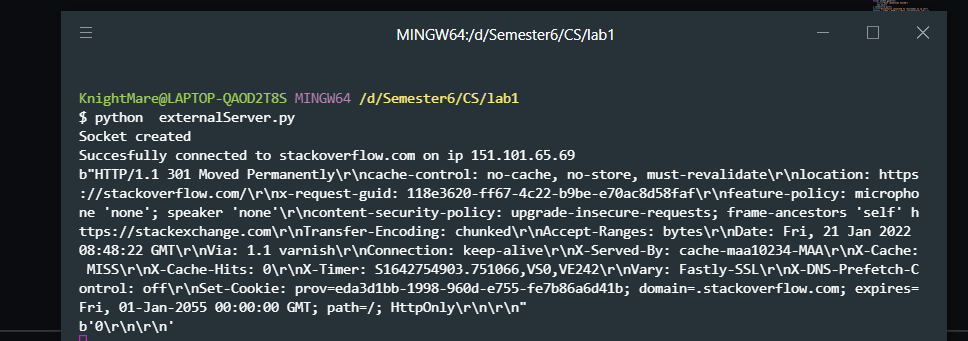 MINGW64:/d/Semester6/CS/lab1
KnightMare@LAPTOP-QAOD2T8S MINGW64 /d/Semester6/CS/lab1
$ python  externalServer.py
Socket created
Succesfully connected to stackoverflow.com on ip 151.101.65.69
b"HTTP/1.1 301 Moved Permanently\r\ncache-control: no-cache, no-store, must-revalidate\r\nlocation: https
://stackoverflow.com/\r\nx-request-guid: 118e3620-ff67-4c22-b9be-e70ac8d58faf\r\nfeature-policy: micropho
ne 'none'; speaker 'none'\r\ncontent-security-policy: upgrade-insecure-requests; frame-ancestors 'self' h
ttps://stackexchange.com\r\nTransfer-Encoding: chunked\r\nAccept-Ranges: bytes\r\nDate: Fri, 21 Jan 2022
08:48:22 GMT\r\nVia: 1.1 varnish\r\nConnection: keep-alive\r\nX-Served-By: cache-maa10234-MAA\r\nX-Cache:
 MISS\r\nX-Cache-Hits: 0\r\nX-Timer: S1642754903.751066,VS0,VE242\r\nVary: Fastly-SSL\r\nX-DNS-Prefetch-C
ontrol: off\r\nSet-Cookie: prov=eda3d1bb-1998-960d-e755-fe7b86a6d41b; domain=.stackoverflow.com; expires=
Fri, 01-Jan-2055 00:00:00 GMT; path=/; HttpOnly\r\n\r\n"
b'0\r\n\r\n'